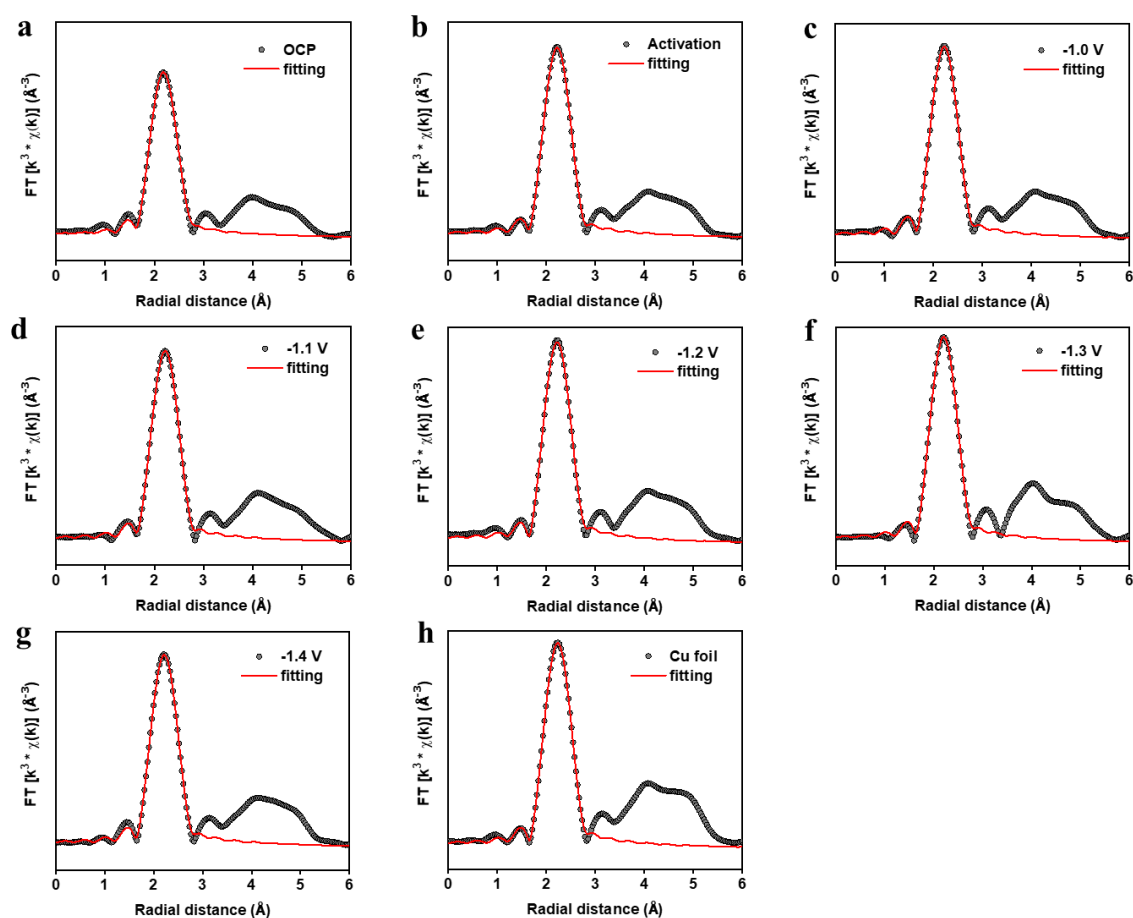 a
OCP
fitting
FT [k³ * χ(k)] (Å⁻³)
0 1 2 3 4 5 6
Radial distance (Å)
b
Activation
fitting
FT [k³ * χ(k)] (Å⁻³)
0 1 2 3 4 5 6
Radial distance (Å)
c
-1.0 V
fitting
FT [k³ * χ(k)] (Å⁻³)
0 1 2 3 4 5 6
Radial distance (Å)
d
-1.1 V
fitting
FT [k³ * χ(k)] (Å⁻³)
0 1 2 3 4 5 6
Radial distance (Å)
e
-1.2 V
fitting
FT [k³ * χ(k)] (Å⁻³)
0 1 2 3 4 5 6
Radial distance (Å)
f
-1.3 V
fitting
FT [k³ * χ(k)] (Å⁻³)
0 1 2 3 4 5 6
Radial distance (Å)
g
-1.4 V
fitting
FT [k³ * χ(k)] (Å⁻³)
0 1 2 3 4 5 6
Radial distance (Å)
h
Cu foil
fitting
FT [k³ * χ(k)] (Å⁻³)
0 1 2 3 4 5 6
Radial distance (Å)